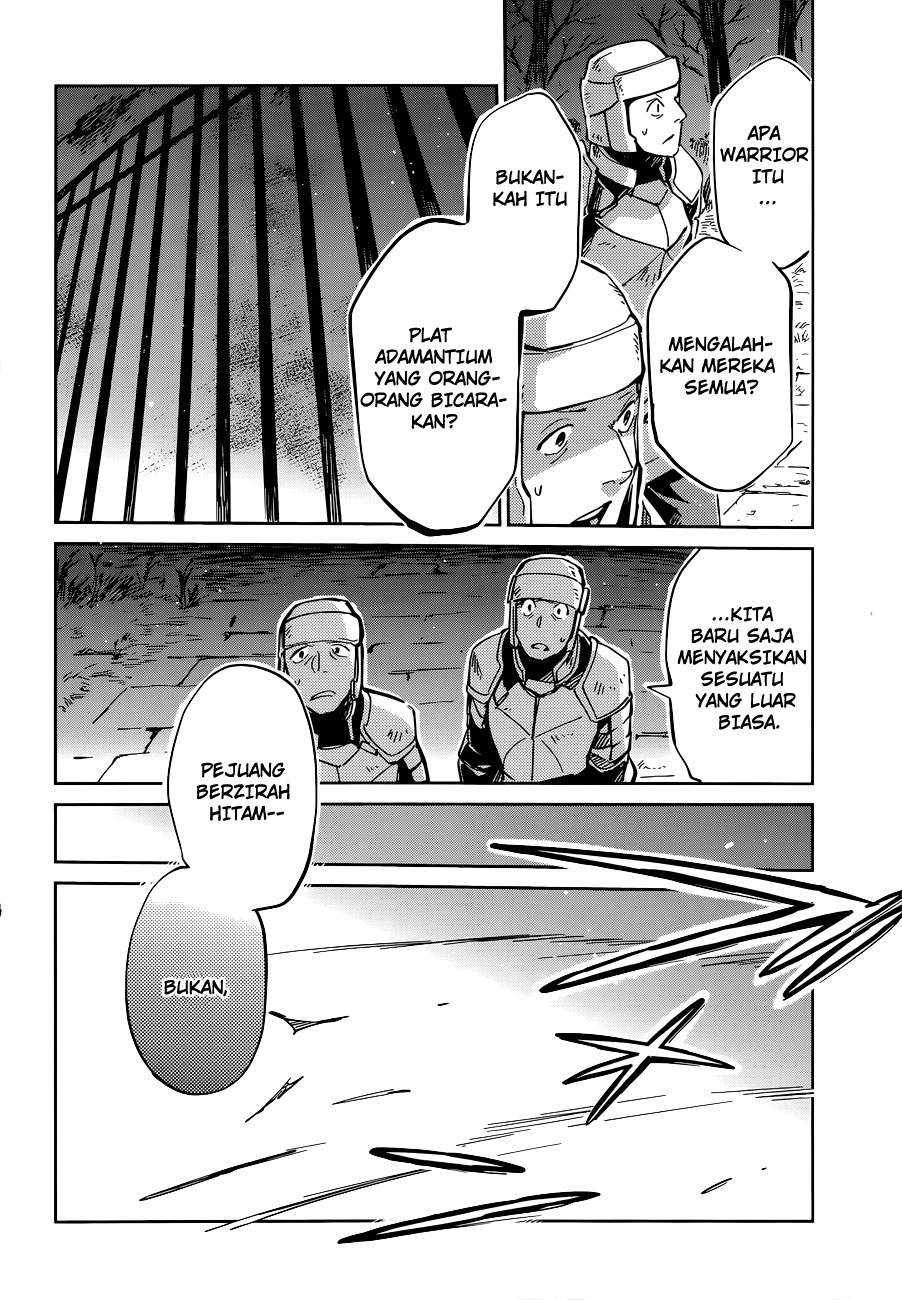 APA
WARRIOR
ITU
...
MENGALAH-
KAN MEREKA
SEMUA?
BUKAN-
KAH ITU
PLAT
ADAMANTIUM
YANG ORANG-
ORANG BICARA-
KAN?
...KITA
BARU SAJA
MENYAKSIKAN
SESUATU
YANG LUAR
BIASA.
PEJUANG
BERZIRAH
HITAM--
BUKAN,